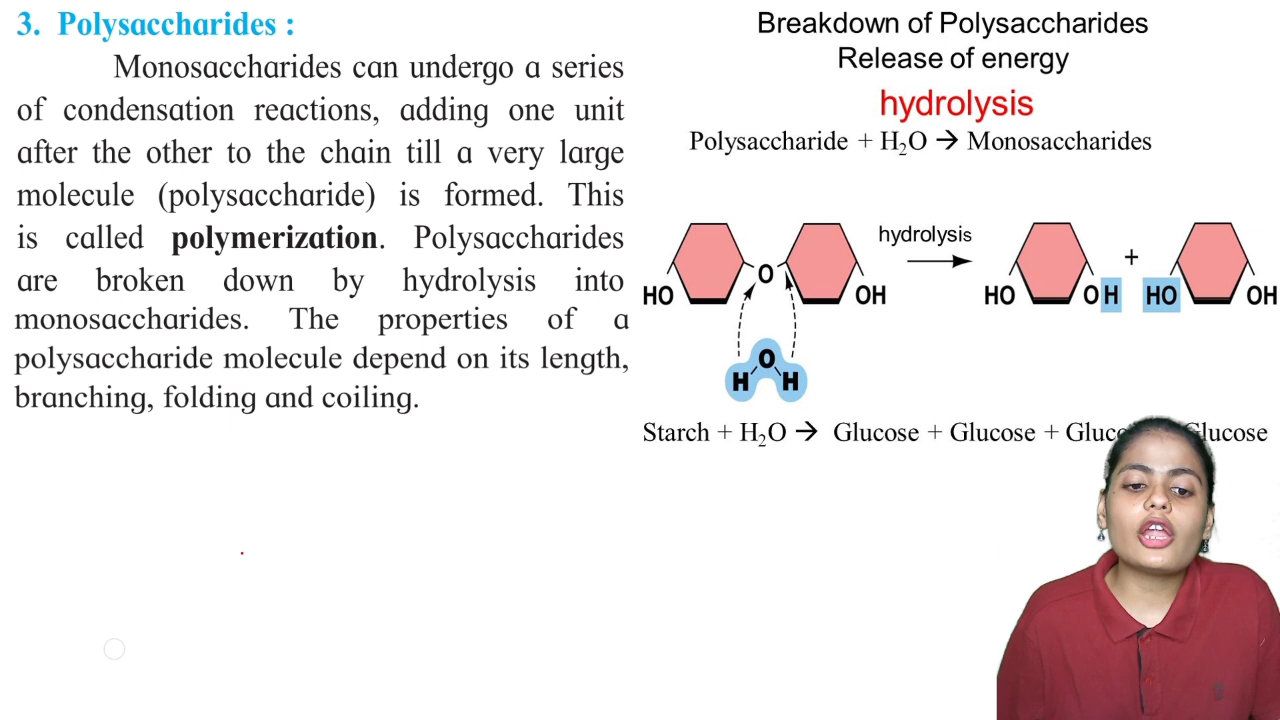 3. Polysaccharides :
Monosaccharides can undergo a series
of condensation reactions, adding one unit
after the other to the chain till a very large
molecule (polysaccharide) is formed. This
is called polymerization. Polysaccharides
are broken down by hydrolysis into
monosaccharides. The properties of a
polysaccharide molecule depend on its length,
branching, folding and coiling.
Breakdown of Polysaccharides
Release of energy
hydrolysis
Polysaccharide + H₂O → Monosaccharides
hydrolysis
+
HO O OH HO OH HO OH
O
H H
Starch + H₂O → Glucose + Glucose + Glucose